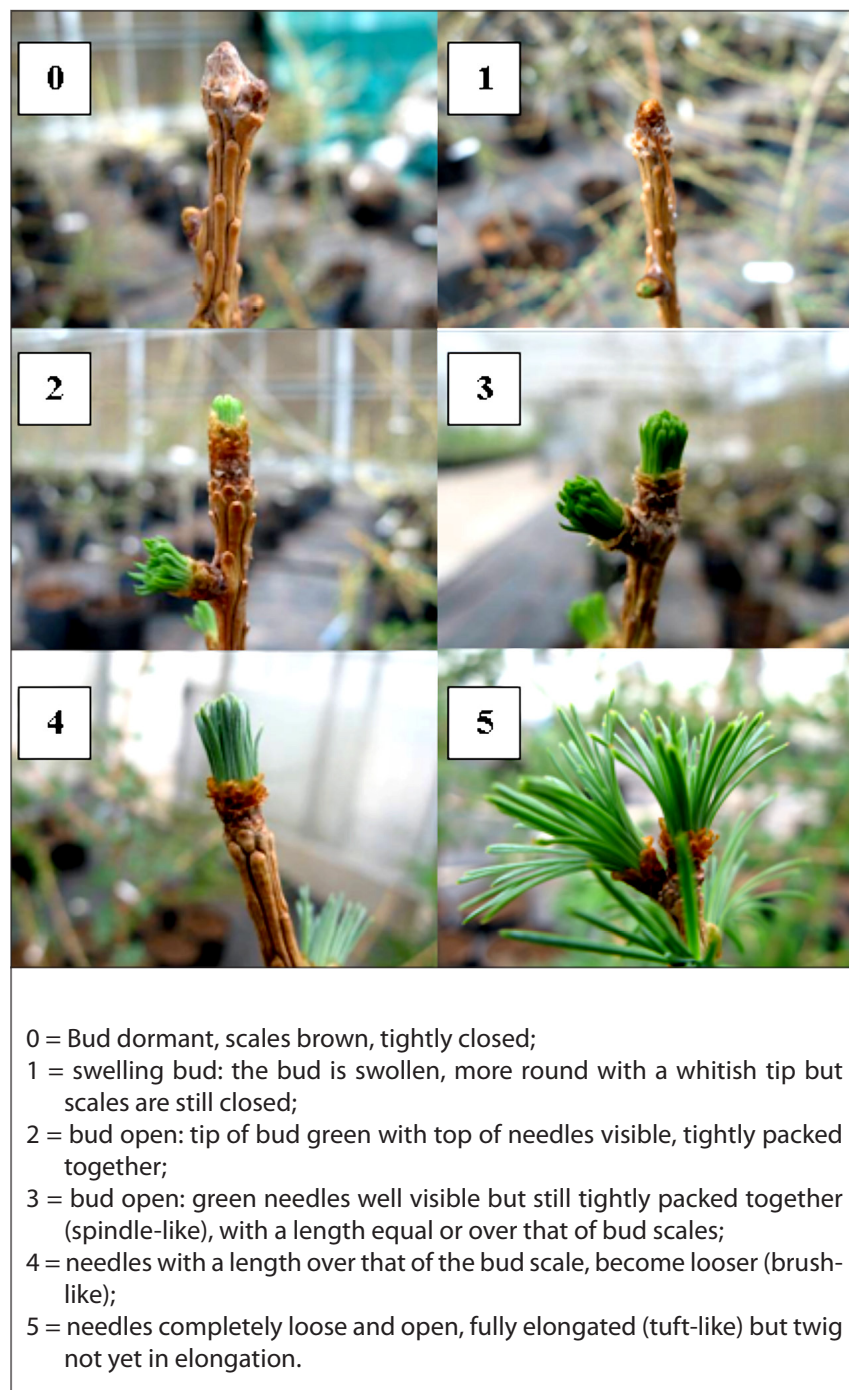 0
1
2
3
4
5
0 = Bud dormant, scales brown, tightly closed;
1 = swelling bud: the bud is swollen, more round with a whitish tip but
scales are still closed;
2 = bud open: tip of bud green with top of needles visible, tightly packed
together;
3 = bud open: green needles well visible but still tightly packed together
(spindle-like), with a length equal or over that of bud scales;
4 = needles with a length over that of the bud scale, become looser (brush-
like);
5 = needles completely loose and open, fully elongated (tuft-like) but twig
not yet in elongation.